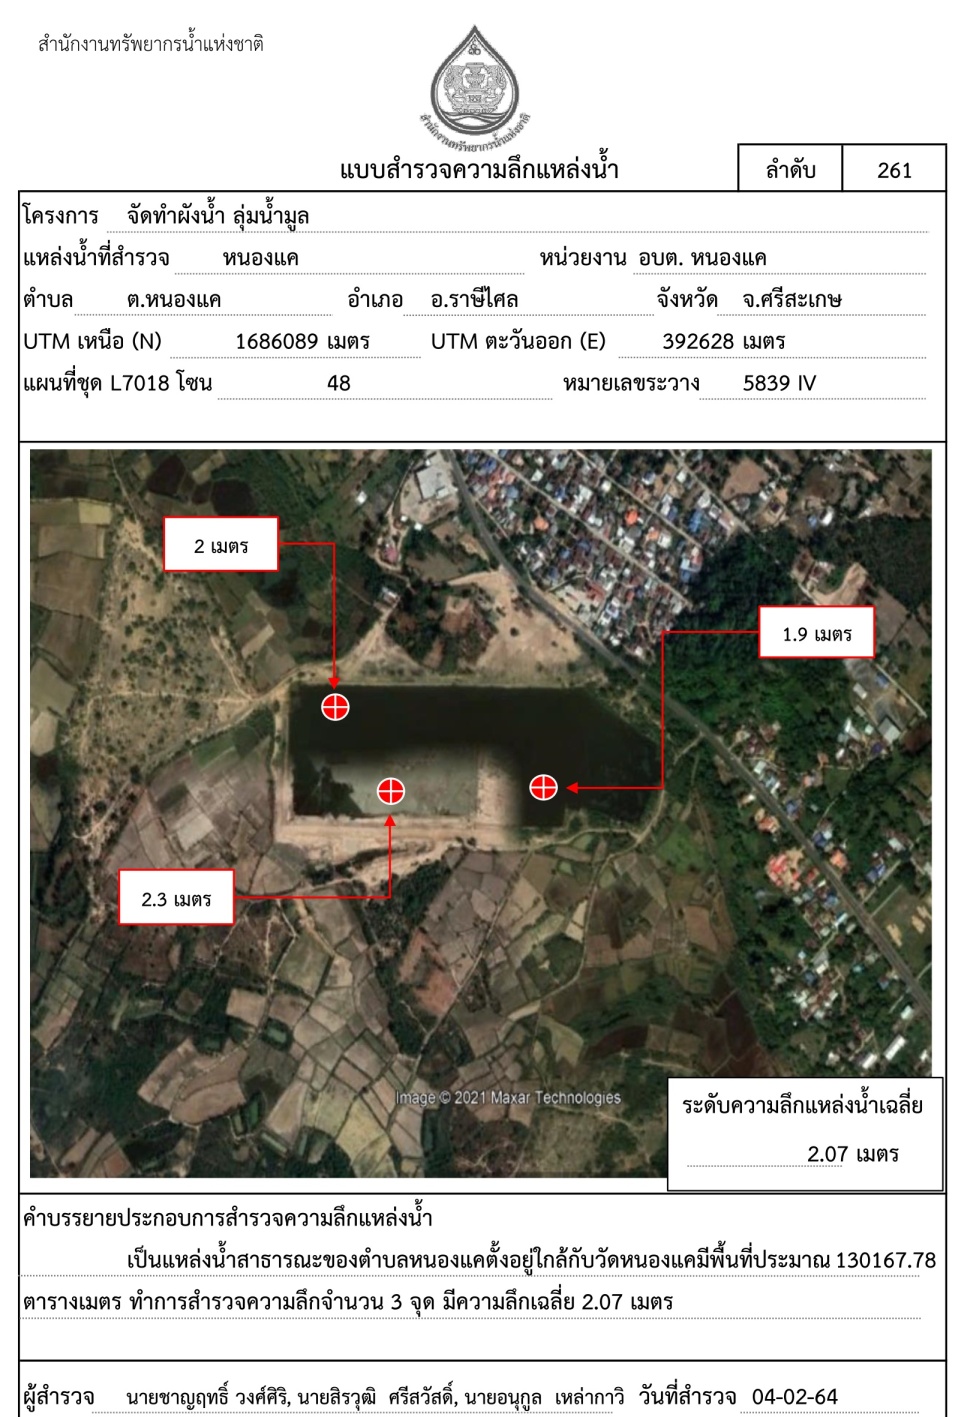 สำนักงานทรัพยากรน้ำแห่งชาติ
สำนักงานทรัพยากรน้ำแห่งชาติ
แบบสำรวจความลึกแหล่งน้ำ ลำดับ 261
โครงการ จัดทำผังน้ำ ลุ่มน้ำมูล
แหล่งน้ำที่สำรวจ หนองแค หน่วยงาน อบต. หนองแค
ตำบล ต.หนองแค อำเภอ อ.ราษีไศล จังหวัด จ.ศรีสะเกษ
UTM เหนือ (N) 1686089 เมตร UTM ตะวันออก (E) 392628 เมตร
แผนที่ชุด L7018 โซน 48 หมายเลขระวาง 5839 IV
2 เมตร
1.9 เมตร
2.3 เมตร
Image © 2021 Maxar Technologies
ระดับความลึกแหล่งน้ำเฉลี่ย
2.07 เมตร
คำบรรยายประกอบการสำรวจความลึกแหล่งน้ำ
เป็นแหล่งน้ำสาธารณะของตำบลหนองแคตั้งอยู่ใกล้กับวัดหนองแคมีพื้นที่ประมาณ 130167.78
ตารางเมตร ทำการสำรวจความลึกจำนวน 3 จุด มีความลึกเฉลี่ย 2.07 เมตร
ผู้สำรวจ นายชาญฤทธิ์ วงศ์ศิริ, นายสิรวุฒิ ศรีสวัสดิ์, นายอนุกูล เหล่ากาวิ วันที่สำรวจ 04-02-64